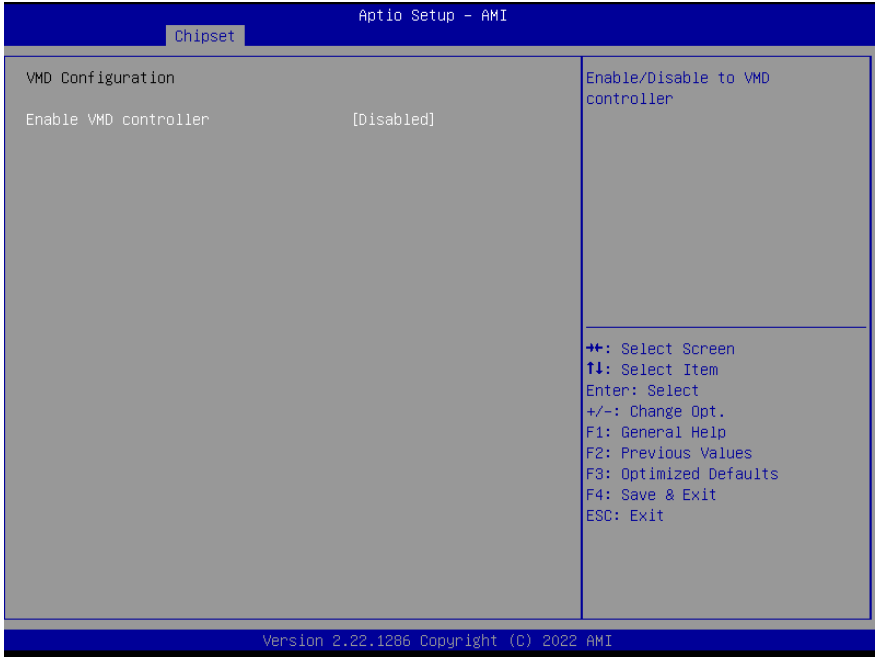 Aptio Setup – AMI
Chipset
VMD Configuration
Enable VMD controller [Disabled]
Enable/Disable to VMD
controller
→←: Select Screen
↑↓: Select Item
Enter: Select
+/-: Change Opt.
F1: General Help
F2: Previous Values
F3: Optimized Defaults
F4: Save & Exit
ESC: Exit
Version 2.22.1286 Copyright (C) 2022 AMI